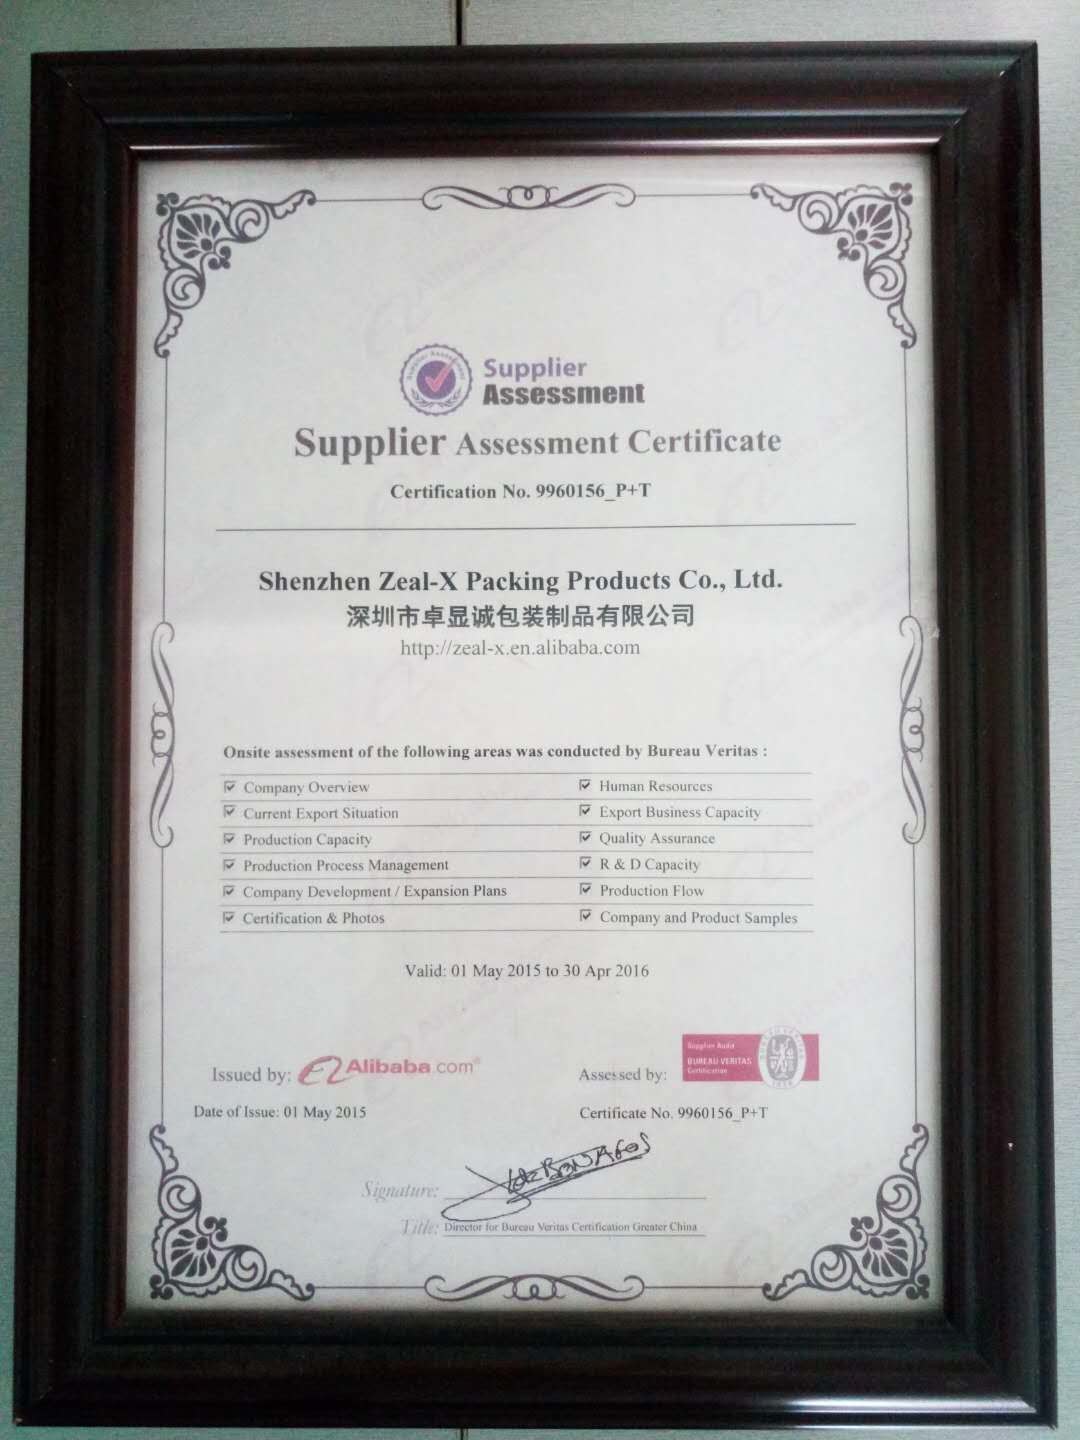 Supplier
Assessment
Supplier Assessment Certificate
Certification No. 9960156_P+T
Shenzhen Zeal-X Packing Products Co., Ltd.
深圳市卓显诚包装制品有限公司
http://zeal-x.en.alibaba.com
Onsite assessment of the following areas was conducted by Bureau Veritas :
Company Overview Human Resources
Current Export Situation Export Business Capacity
Production Capacity Quality Assurance
Production Process Management R & D Capacity
Company Development / Expansion Plans Production Flow
Certification & Photos Company and Product Samples
Valid: 01 May 2015 to 30 Apr 2016
Issued by: Alibaba.com® Assessed by:
Supplier Audit
BUREAU VERITAS
Certification
Date of Issue: 01 May 2015 Certificate No. 9960156_P+T
Signature:
Title: Director for Bureau Veritas Certification Greater China